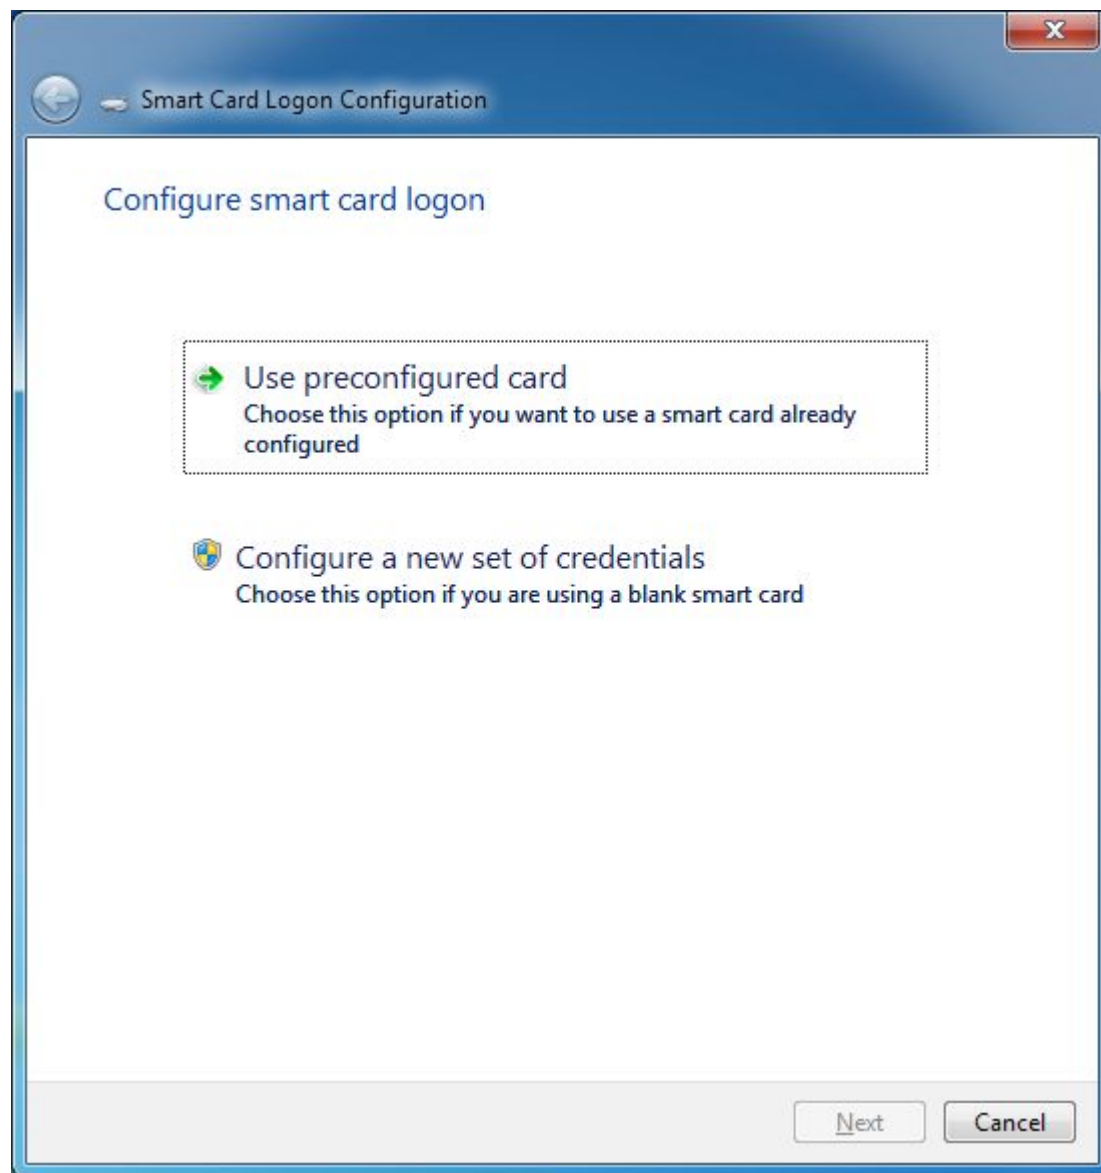 Smart Card Logon Configuration
Configure smart card logon
Use preconfigured card
Choose this option if you want to use a smart card already
configured
Configure a new set of credentials
Choose this option if you are using a blank smart card
Next
Cancel